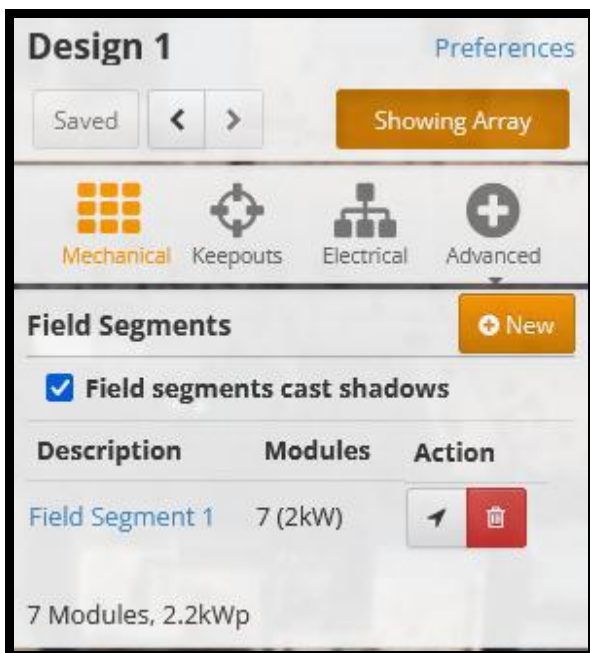 Design 1 Preferences
Saved Showing Array
Mechanical Keepouts Electrical Advanced
Field Segments New
Field segments cast shadows
Description Modules Action
Field Segment 1 7 (2kW)
7 Modules, 2.2kWp